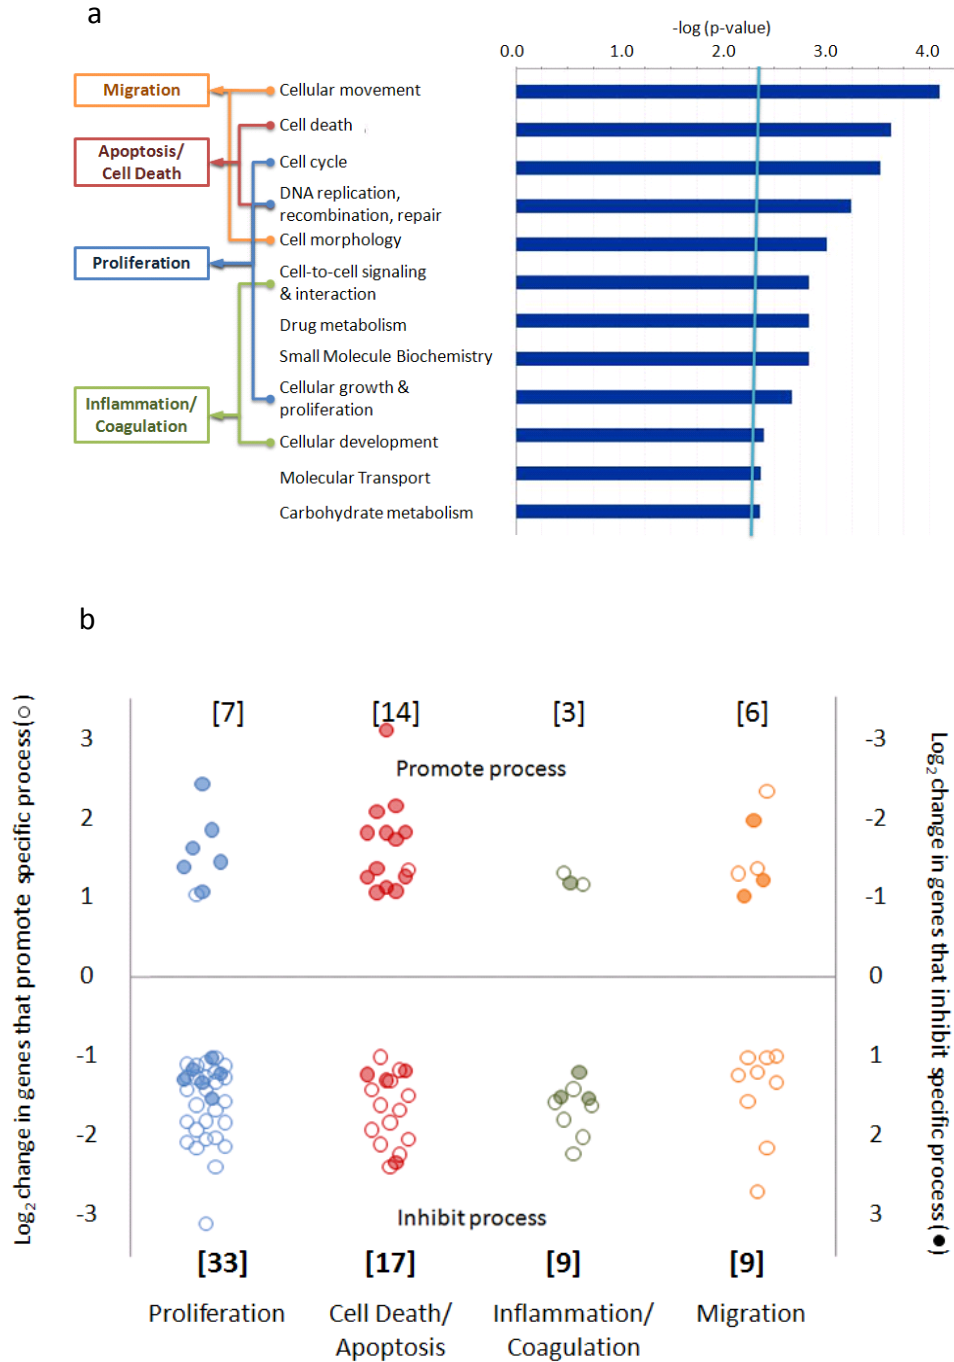 a
-log (p-value)
0.0 1.0 2.0 3.0 4.0
Migration
Cellular movement
Cell death
Apoptosis/
Cell Death
Cell cycle
DNA replication,
recombination, repair
Cell morphology
Proliferation
Cell-to-cell signaling
& interaction
Drug metabolism
Small Molecule Biochemistry
Cellular growth &
proliferation
Inflammation/
Coagulation
Cellular development
Molecular Transport
Carbohydrate metabolism
b
Log2 change in genes that promote specific process(○)
[7] [14] [3] [6]
3 -3
Promote process
2 -2
1 -1
0 0
-1 1
-2 2
-3 3
Inhibit process
Log2 change in genes that inhibit specific process(●)
[33] [17] [9] [9]
Proliferation Cell Death/ Inflammation/ Migration
Apoptosis Coagulation